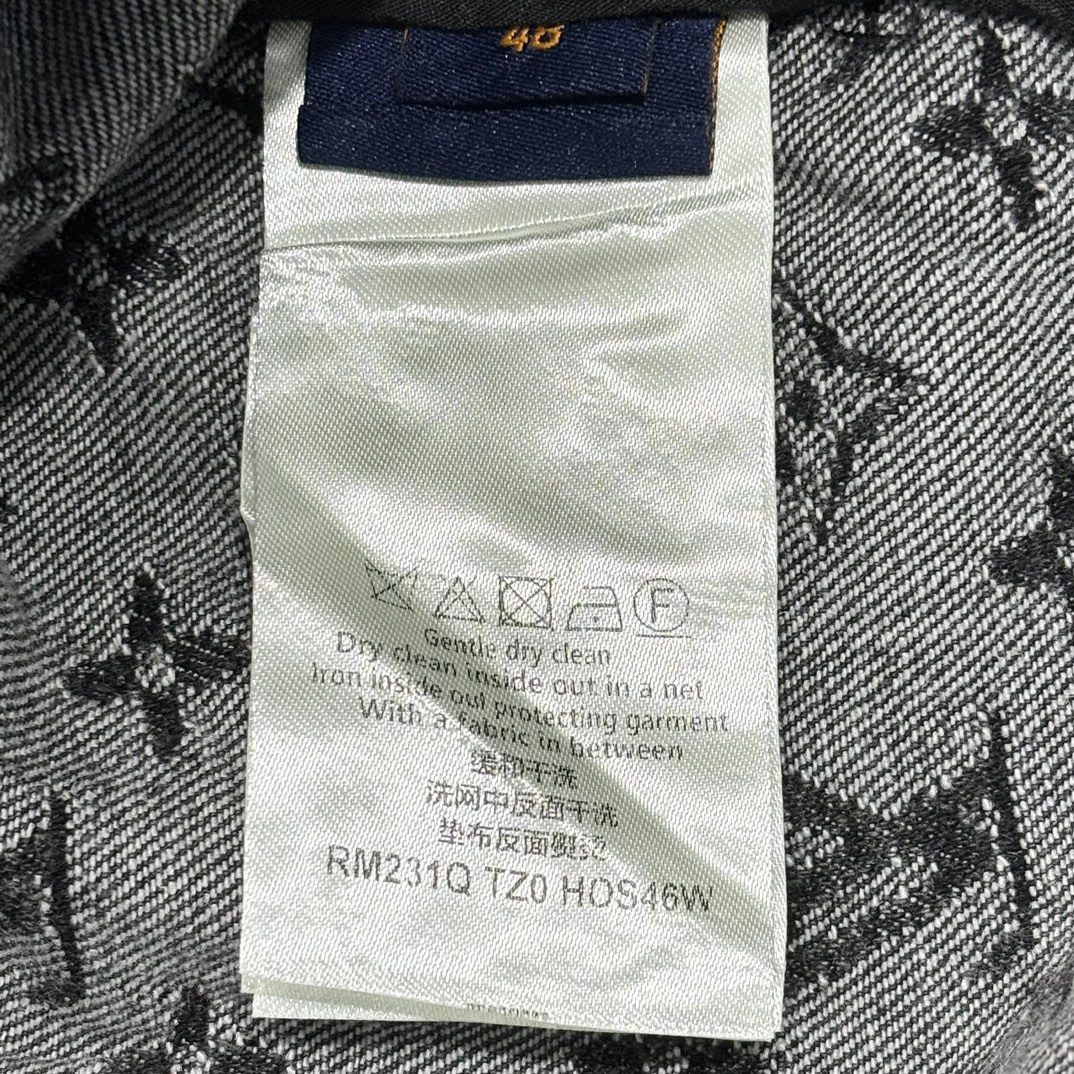 48
F
Gentle dry clean
Dry clean inside out in a net
Iron inside out protecting garment
With a fabric in between
缓和干洗
洗网中反面干洗
垫布反面熨烫
RM231Q TZ0 HOS46W